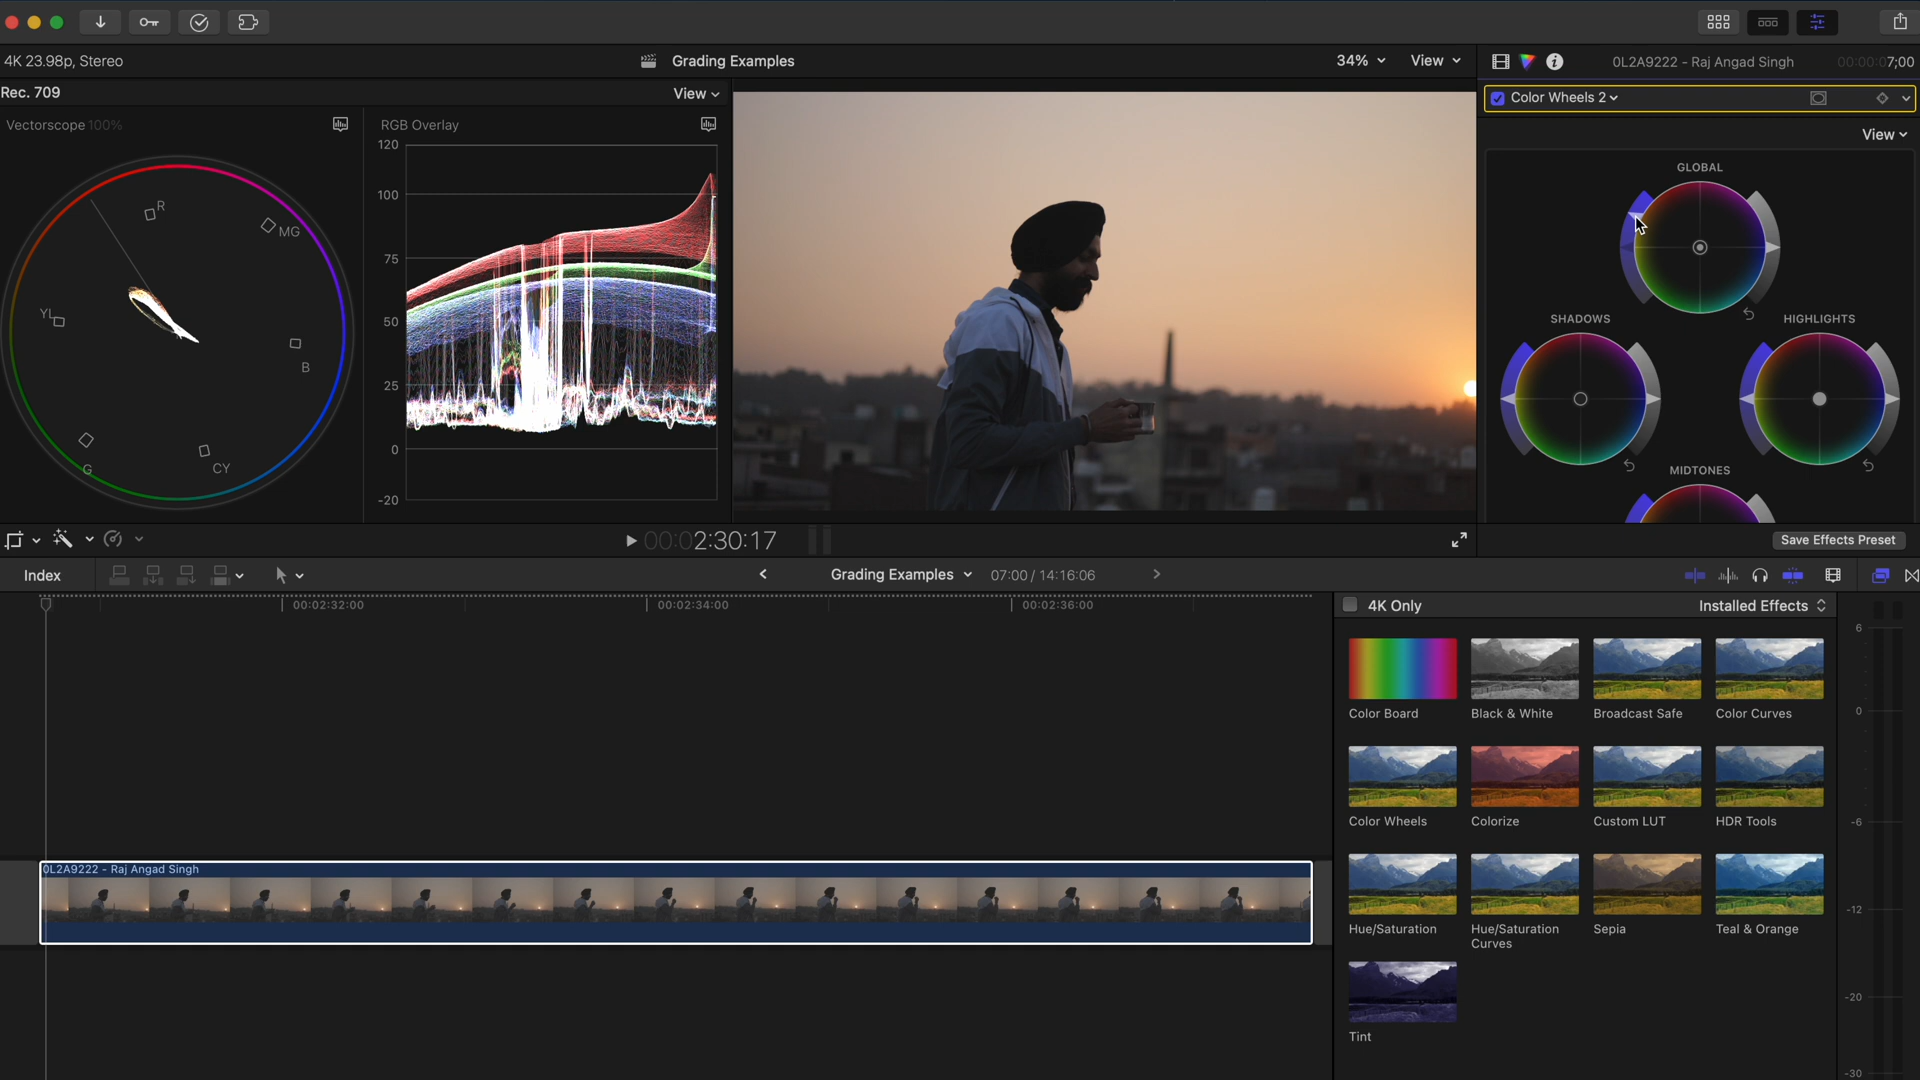 4K 23.98p, Stereo
Grading Examples
34%
View
0L2A9222 - Raj Angad Singh
00:00:07;00
Rec. 709
View
Color Wheels 2
View
Vectorscope 100%
RGB Overlay
R
MG
YL
B
G
CY
120
100
75
50
25
0
-20
GLOBAL
SHADOWS
HIGHLIGHTS
MIDTONES
00:02:30:17
Save Effects Preset
Index
Grading Examples
07:00 / 14:16:06
00:02:32:00
00:02:34:00
00:02:36:00
4K Only
Installed Effects
Color Board
Black & White
Broadcast Safe
Color Curves
Color Wheels
Colorize
Custom LUT
HDR Tools
Hue/Saturation
Hue/Saturation
Curves
Sepia
Teal & Orange
Tint
0L2A9222 - Raj Angad Singh
6
0
-6
-12
-20
-30